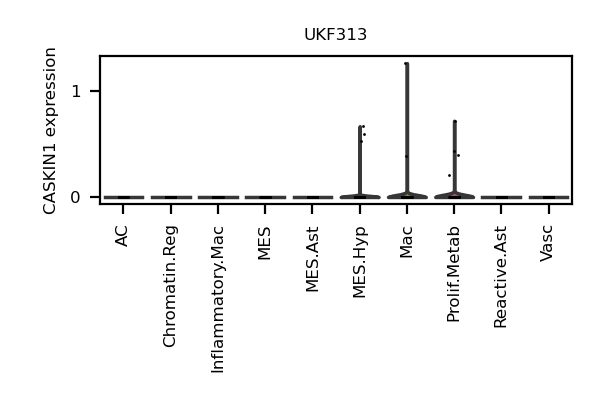 UKF313
CASKIN1 expression
1
0
AC
Chromatin.Reg
Inflammatory.Mac
MES
MES.Ast
MES.Hyp
Mac
Prolif.Metab
Reactive.Ast
Vasc